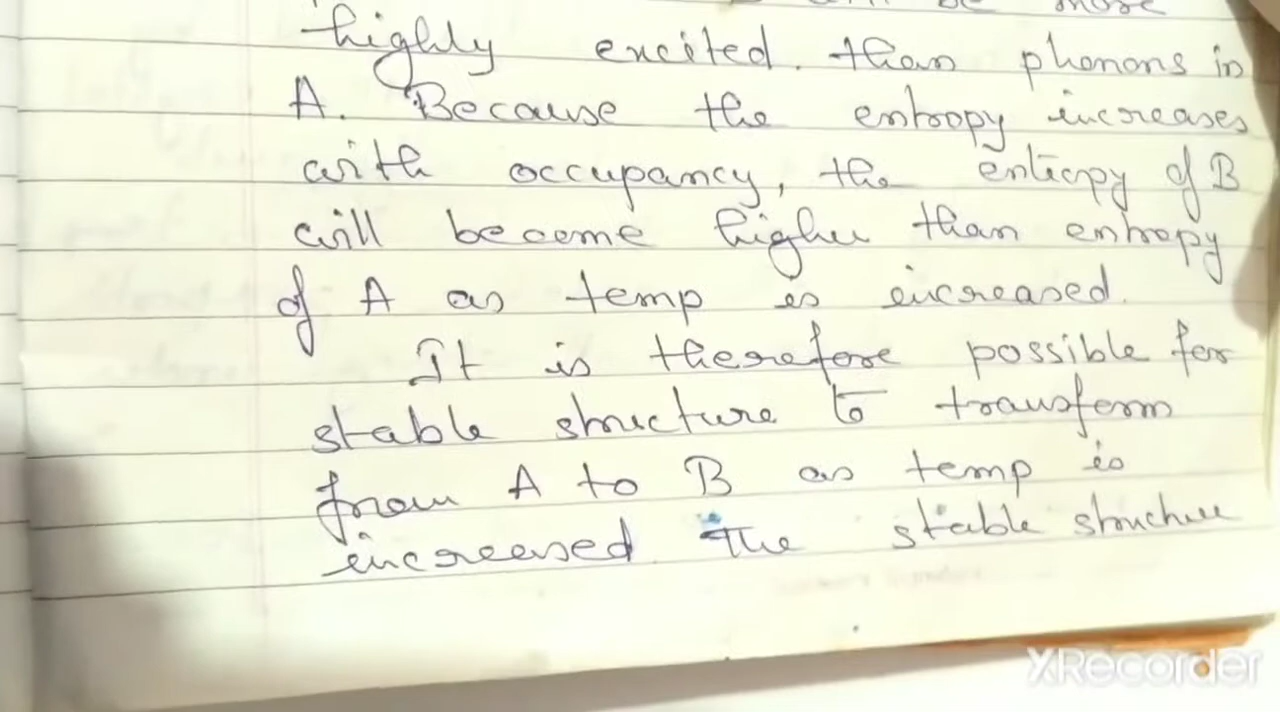 be more
highly excited. than phonons in
A. Because the entropy increases
with occupancy, the entropy of B
will become higher than entropy
of A as temp is increased.
It is therefore possible for
stable structure to transform
from A to B as temp is
increased. The stable structure
XRecorder